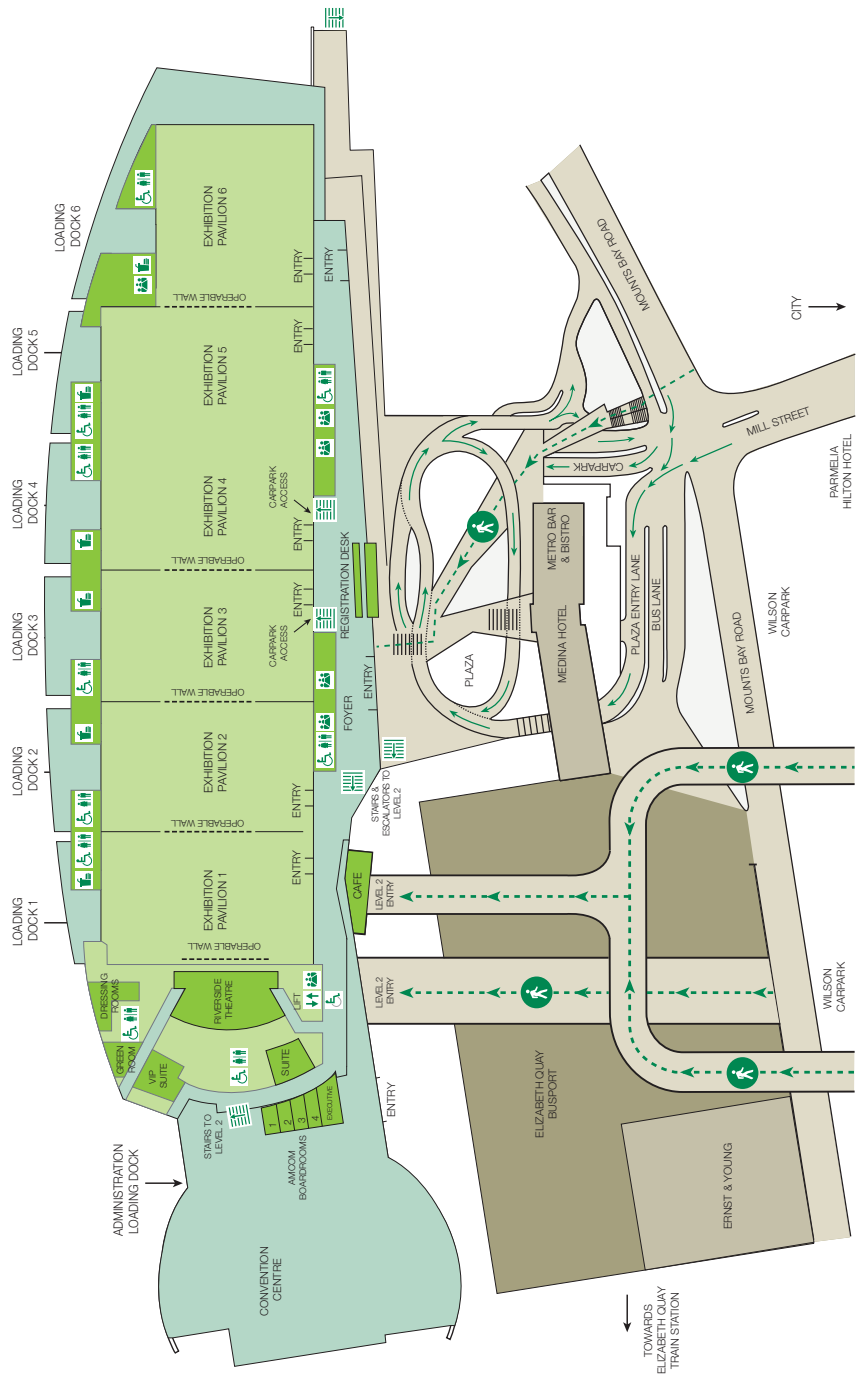 LOADING
DOCK 1
LOADING
DOCK 2
LOADING
DOCK 3
LOADING
DOCK 4
LOADING
DOCK 5
LOADING
DOCK 6
ADMINISTRATION
LOADING DOCK
CONVENTION
CENTRE
STAIRS TO
LEVEL 2
AMCOM
BOARDROOMS
1
2
3
4
EXECUTIVE
SUITE
VIP
SUITE
GREEN
ROOM
DRESSING
ROOMS
RIVERSIDE
THEATRE
LIFT
OPERABLE WALL
EXHIBITION
PAVILION 1
OPERABLE WALL
EXHIBITION
PAVILION 2
OPERABLE WALL
EXHIBITION
PAVILION 3
OPERABLE WALL
EXHIBITION
PAVILION 4
EXHIBITION
PAVILION 5
OPERABLE WALL
EXHIBITION
PAVILION 6
ENTRY
ENTRY
ENTRY
ENTRY
ENTRY
ENTRY
CARPARK
ACCESS
CARPARK
ACCESS
ENTRY
CAFE
FOYER
REGISTRATION DESK
ENTRY
ENTRY
STAIRS &
ESCALATORS TO
LEVEL 2
LEVEL 2
ENTRY
LEVEL 2
ENTRY
PLAZA
MEDINA HOTEL
METRO BAR
& BISTRO
CARPARK
PLAZA ENTRY LANE
BUS LANE
MOUNTS BAY ROAD
MOUNTS BAY ROAD
MILL STREET
CITY
PARMELIA
HILTON HOTEL
WILSON
CARPARK
WILSON
CARPARK
ELIZABETH QUAY
BUSPORT
ERNST & YOUNG
TOWARDS
ELIZABETH QUAY
TRAIN STATION